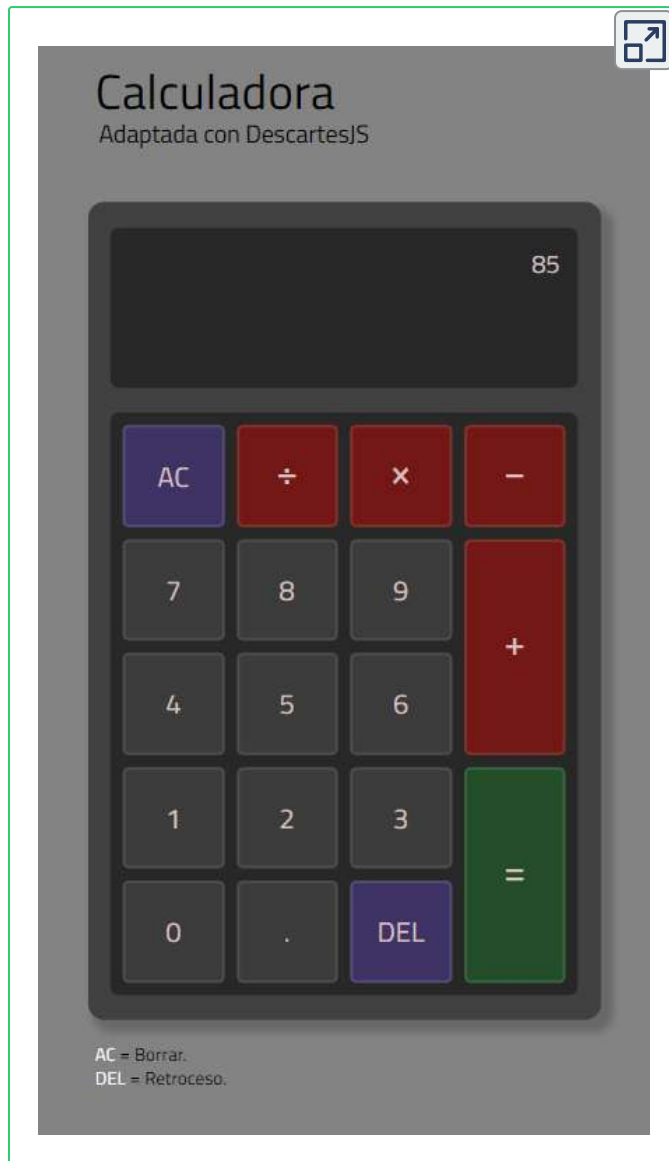 Calculadora
Adaptada con DescartesJS
85
AC ÷ × −
7 8 9
+
4 5 6
1 2 3
=
0 . DEL
AC = Borrar.
DEL = Retroceso.